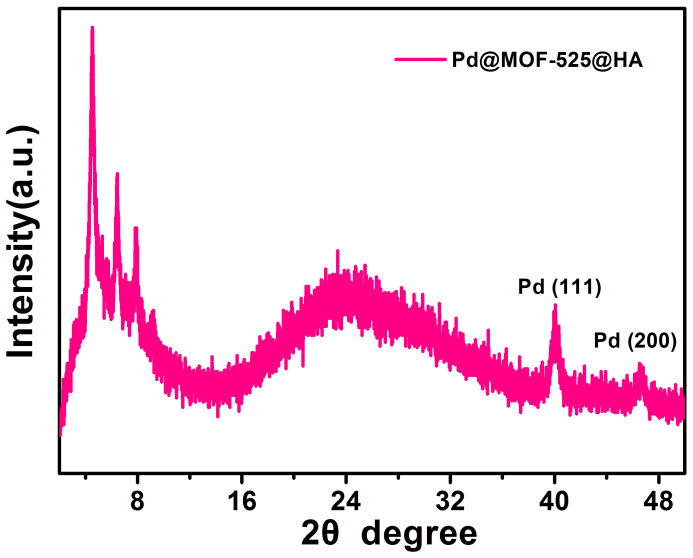 Pd@MOF-525@HA
Pd (111)
Pd (200)
Intensity(a.u.)
8 16 24 32 40 48
2θ degree